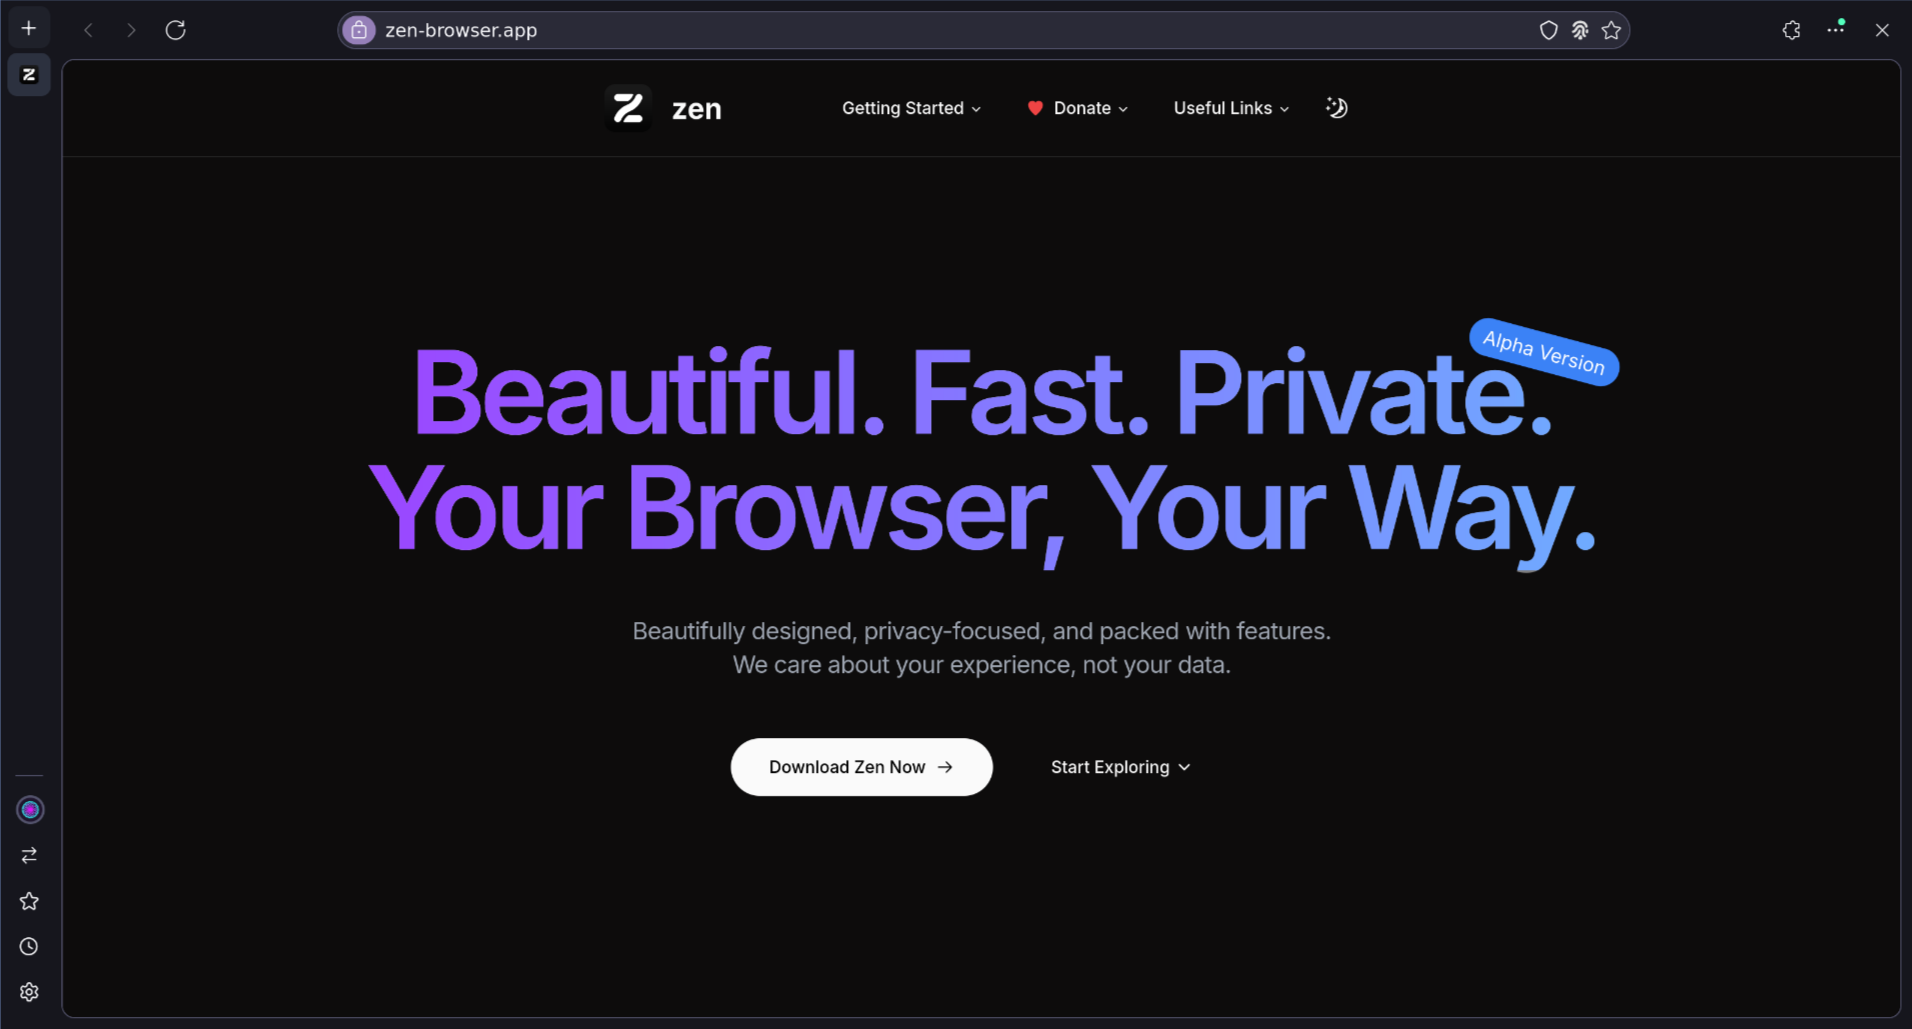 zen-browser.app
zen
Getting Started
Donate
Useful Links
Alpha Version
Beautiful. Fast. Private.
Your Browser, Your Way.
Beautifully designed, privacy-focused, and packed with features.
We care about your experience, not your data.
Download Zen Now
Start Exploring